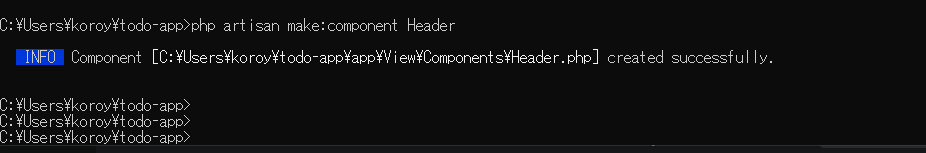 C:¥Users¥koroy¥todo-app>php artisan make:component Header
INFO Component [C:¥Users¥koroy¥todo-app¥app¥View¥Components¥Header.php] created successfully.
C:¥Users¥koroy¥todo-app>
C:¥Users¥koroy¥todo-app>
C:¥Users¥koroy¥todo-app>